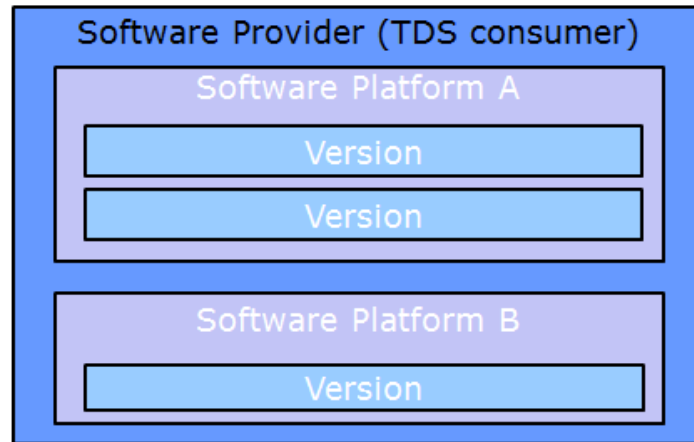 Software Provider (TDS consumer)
Software Platform A
Version
Version
Software Platform B
Version